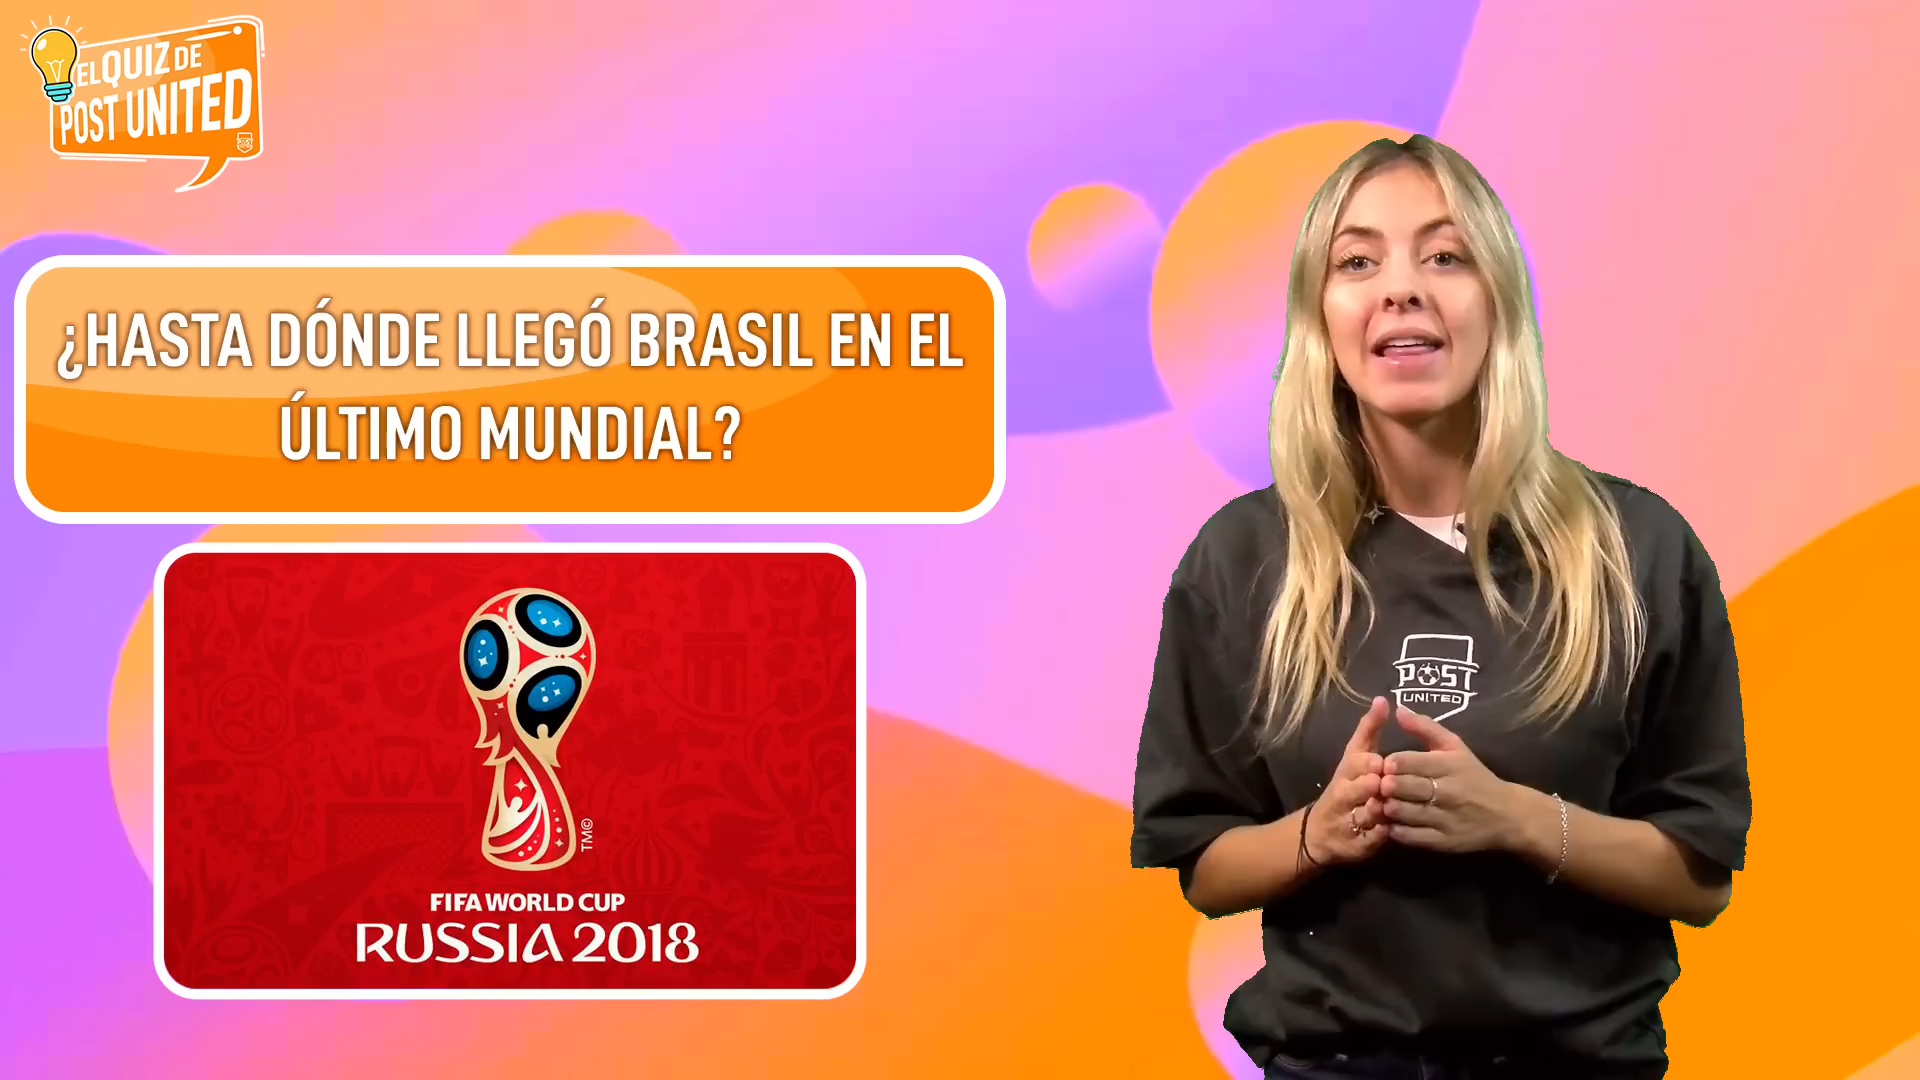 EL QUIZ DE
POST UNITED
¿HASTA DÓNDE LLEGÓ BRASIL EN EL
ÚLTIMO MUNDIAL?
TM©
FIFA WORLD CUP
RUSSIA 2018
POST
UNITED